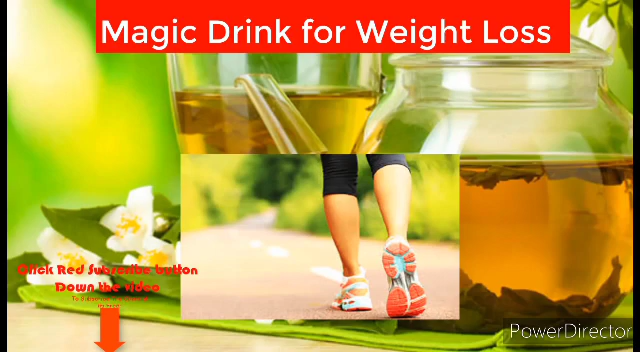 Magic Drink for Weight Loss
Click Red Subscribe button
Down the video
PowerDirector